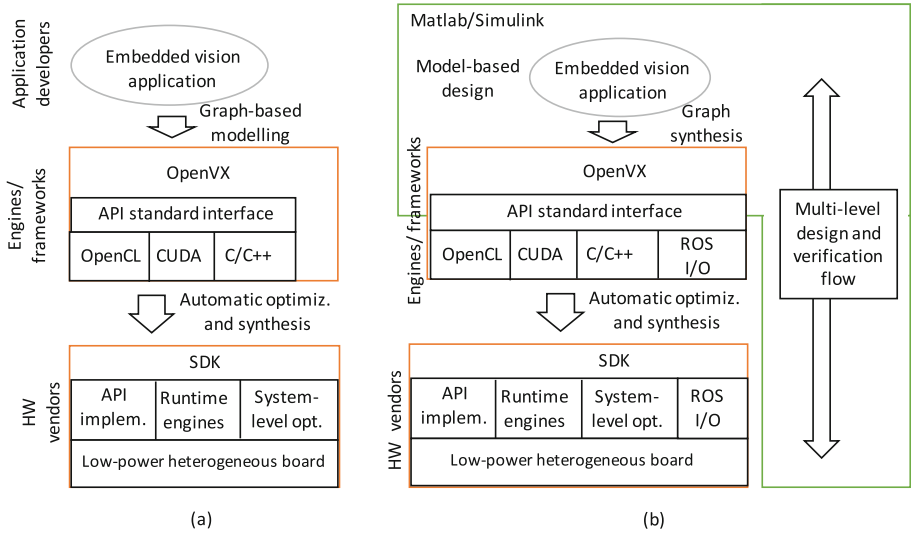 Application
developers
Embedded vision
application
Graph-based
modelling
Engines/
frameworks
OpenVX
API standard interface
OpenCL
CUDA
C/C++
Automatic optimiz.
and synthesis
HW
vendors
SDK
API
implem.
Runtime
engines
System-
level opt.
Low-power heterogeneous board
(a)
Matlab/Simulink
Model-based
design
Embedded vision
application
Graph
synthesis
Engines/ frameworks
OpenVX
API standard interface
OpenCL
CUDA
C/C++
ROS
I/O
Automatic optimiz.
and synthesis
HW vendors
SDK
API
implem.
Runtime
engines
System-
level opt.
ROS
I/O
Low-power heterogeneous board
Multi-level
design and
verification
flow
(b)